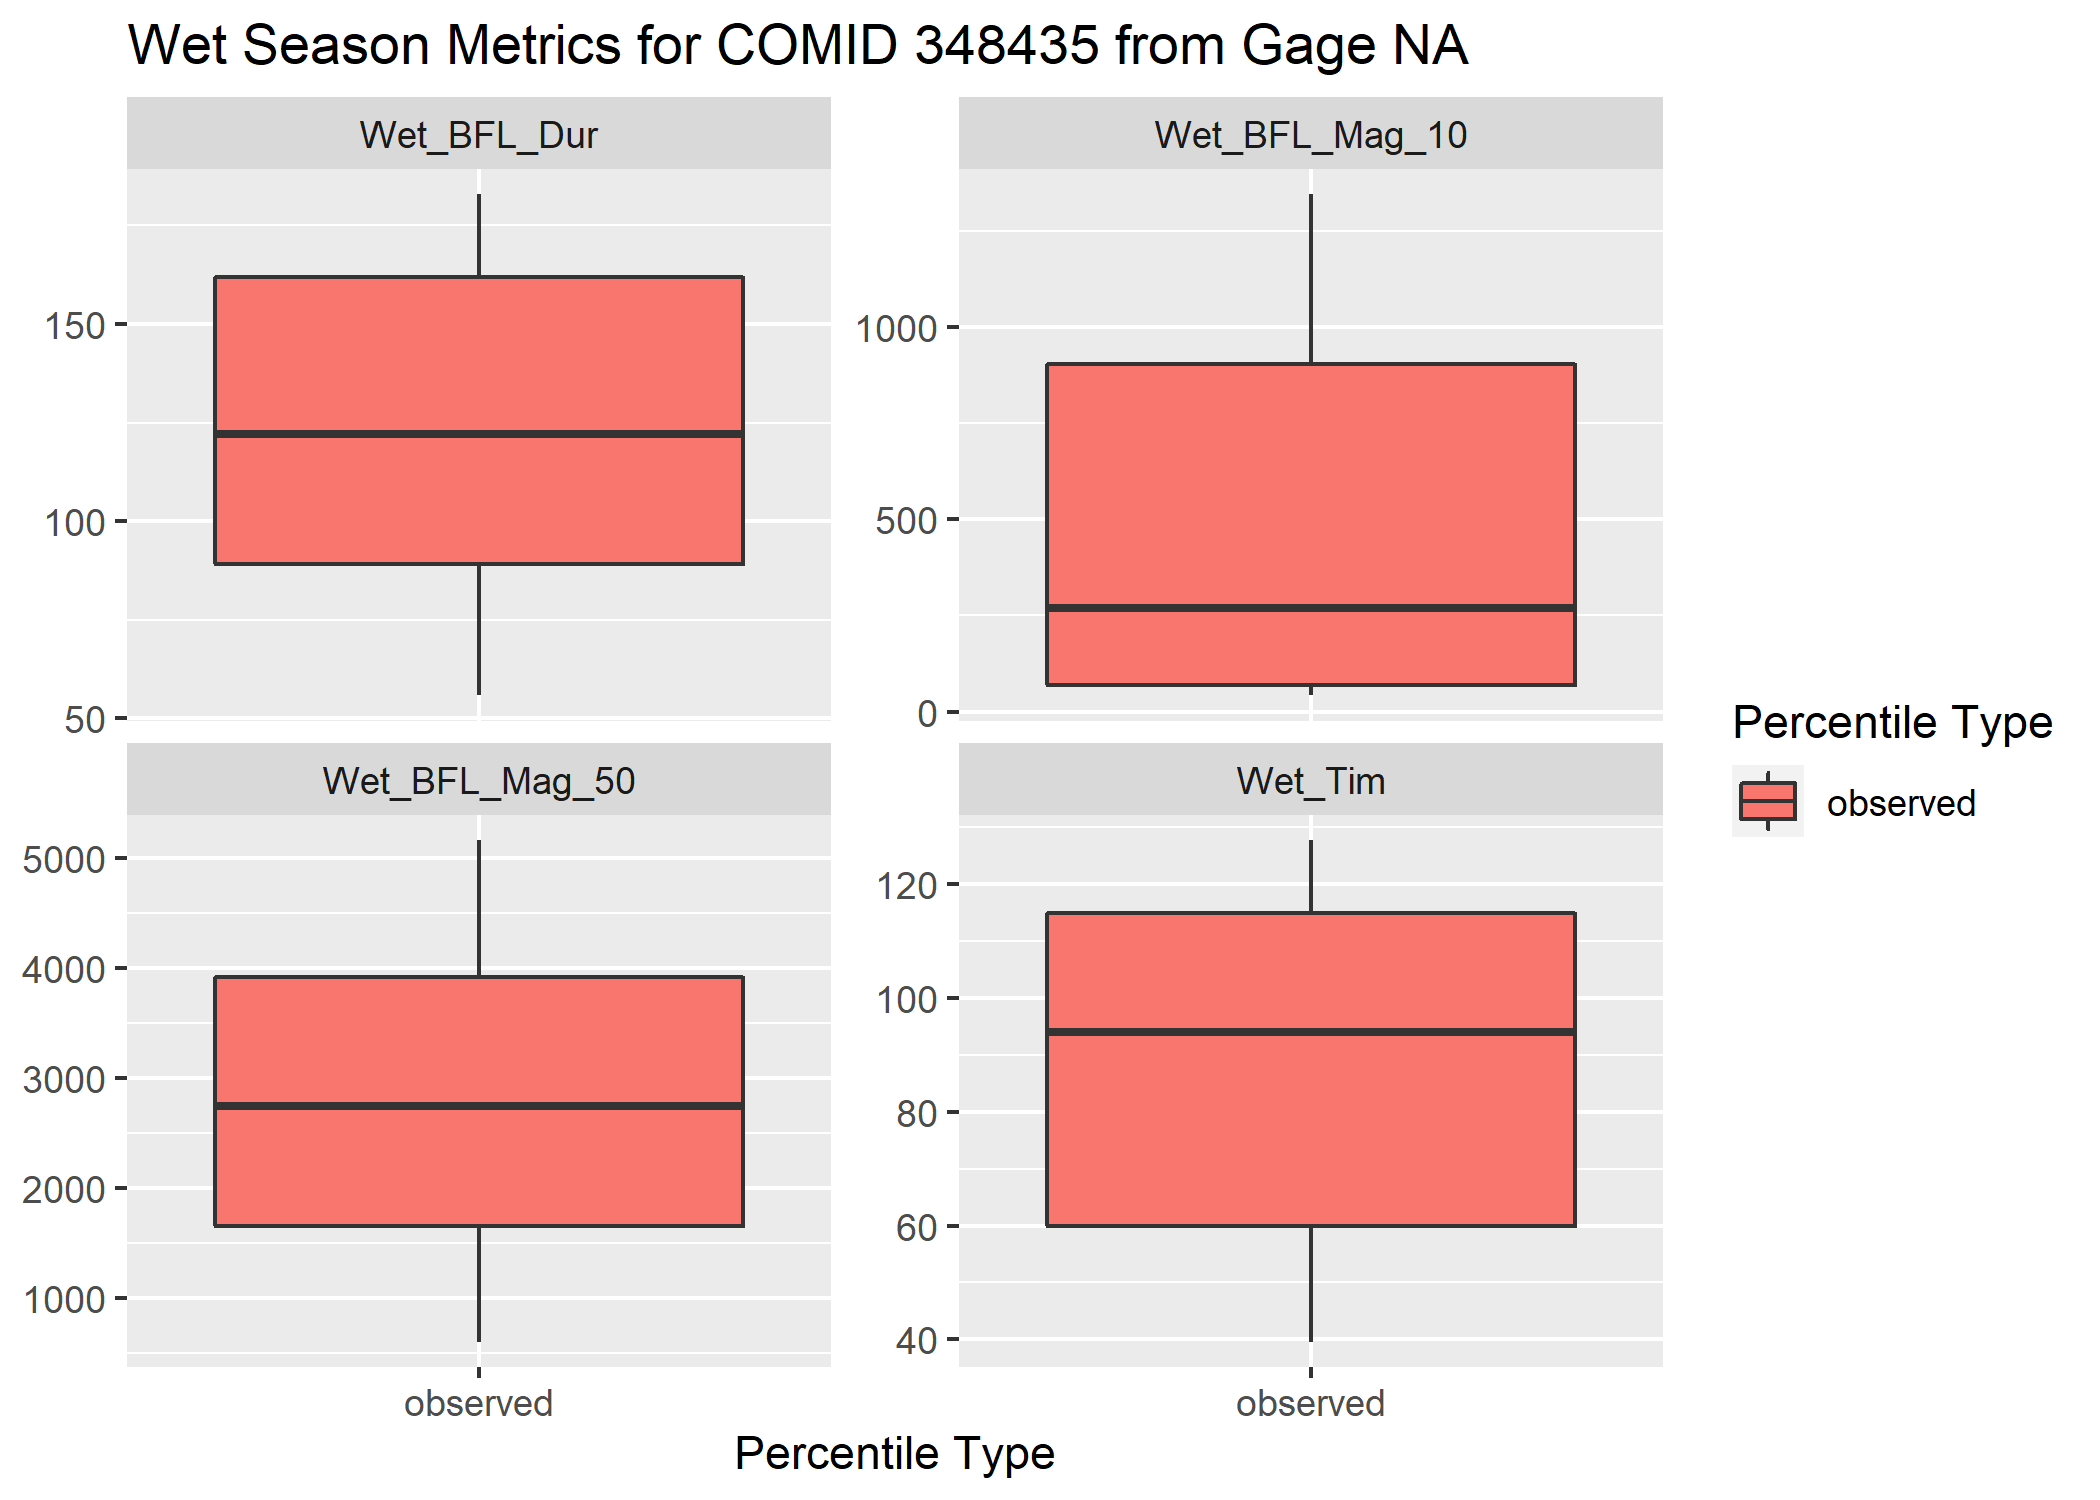 Wet Season Metrics for COMID 348435 from Gage NA
Wet_BFL_Dur
Wet_BFL_Mag_10
150
100
50
1000
500
0
Wet_BFL_Mag_50
Wet_Tim
5000
4000
3000
2000
1000
120
100
80
60
40
observed
observed
Percentile Type
Percentile Type
observed